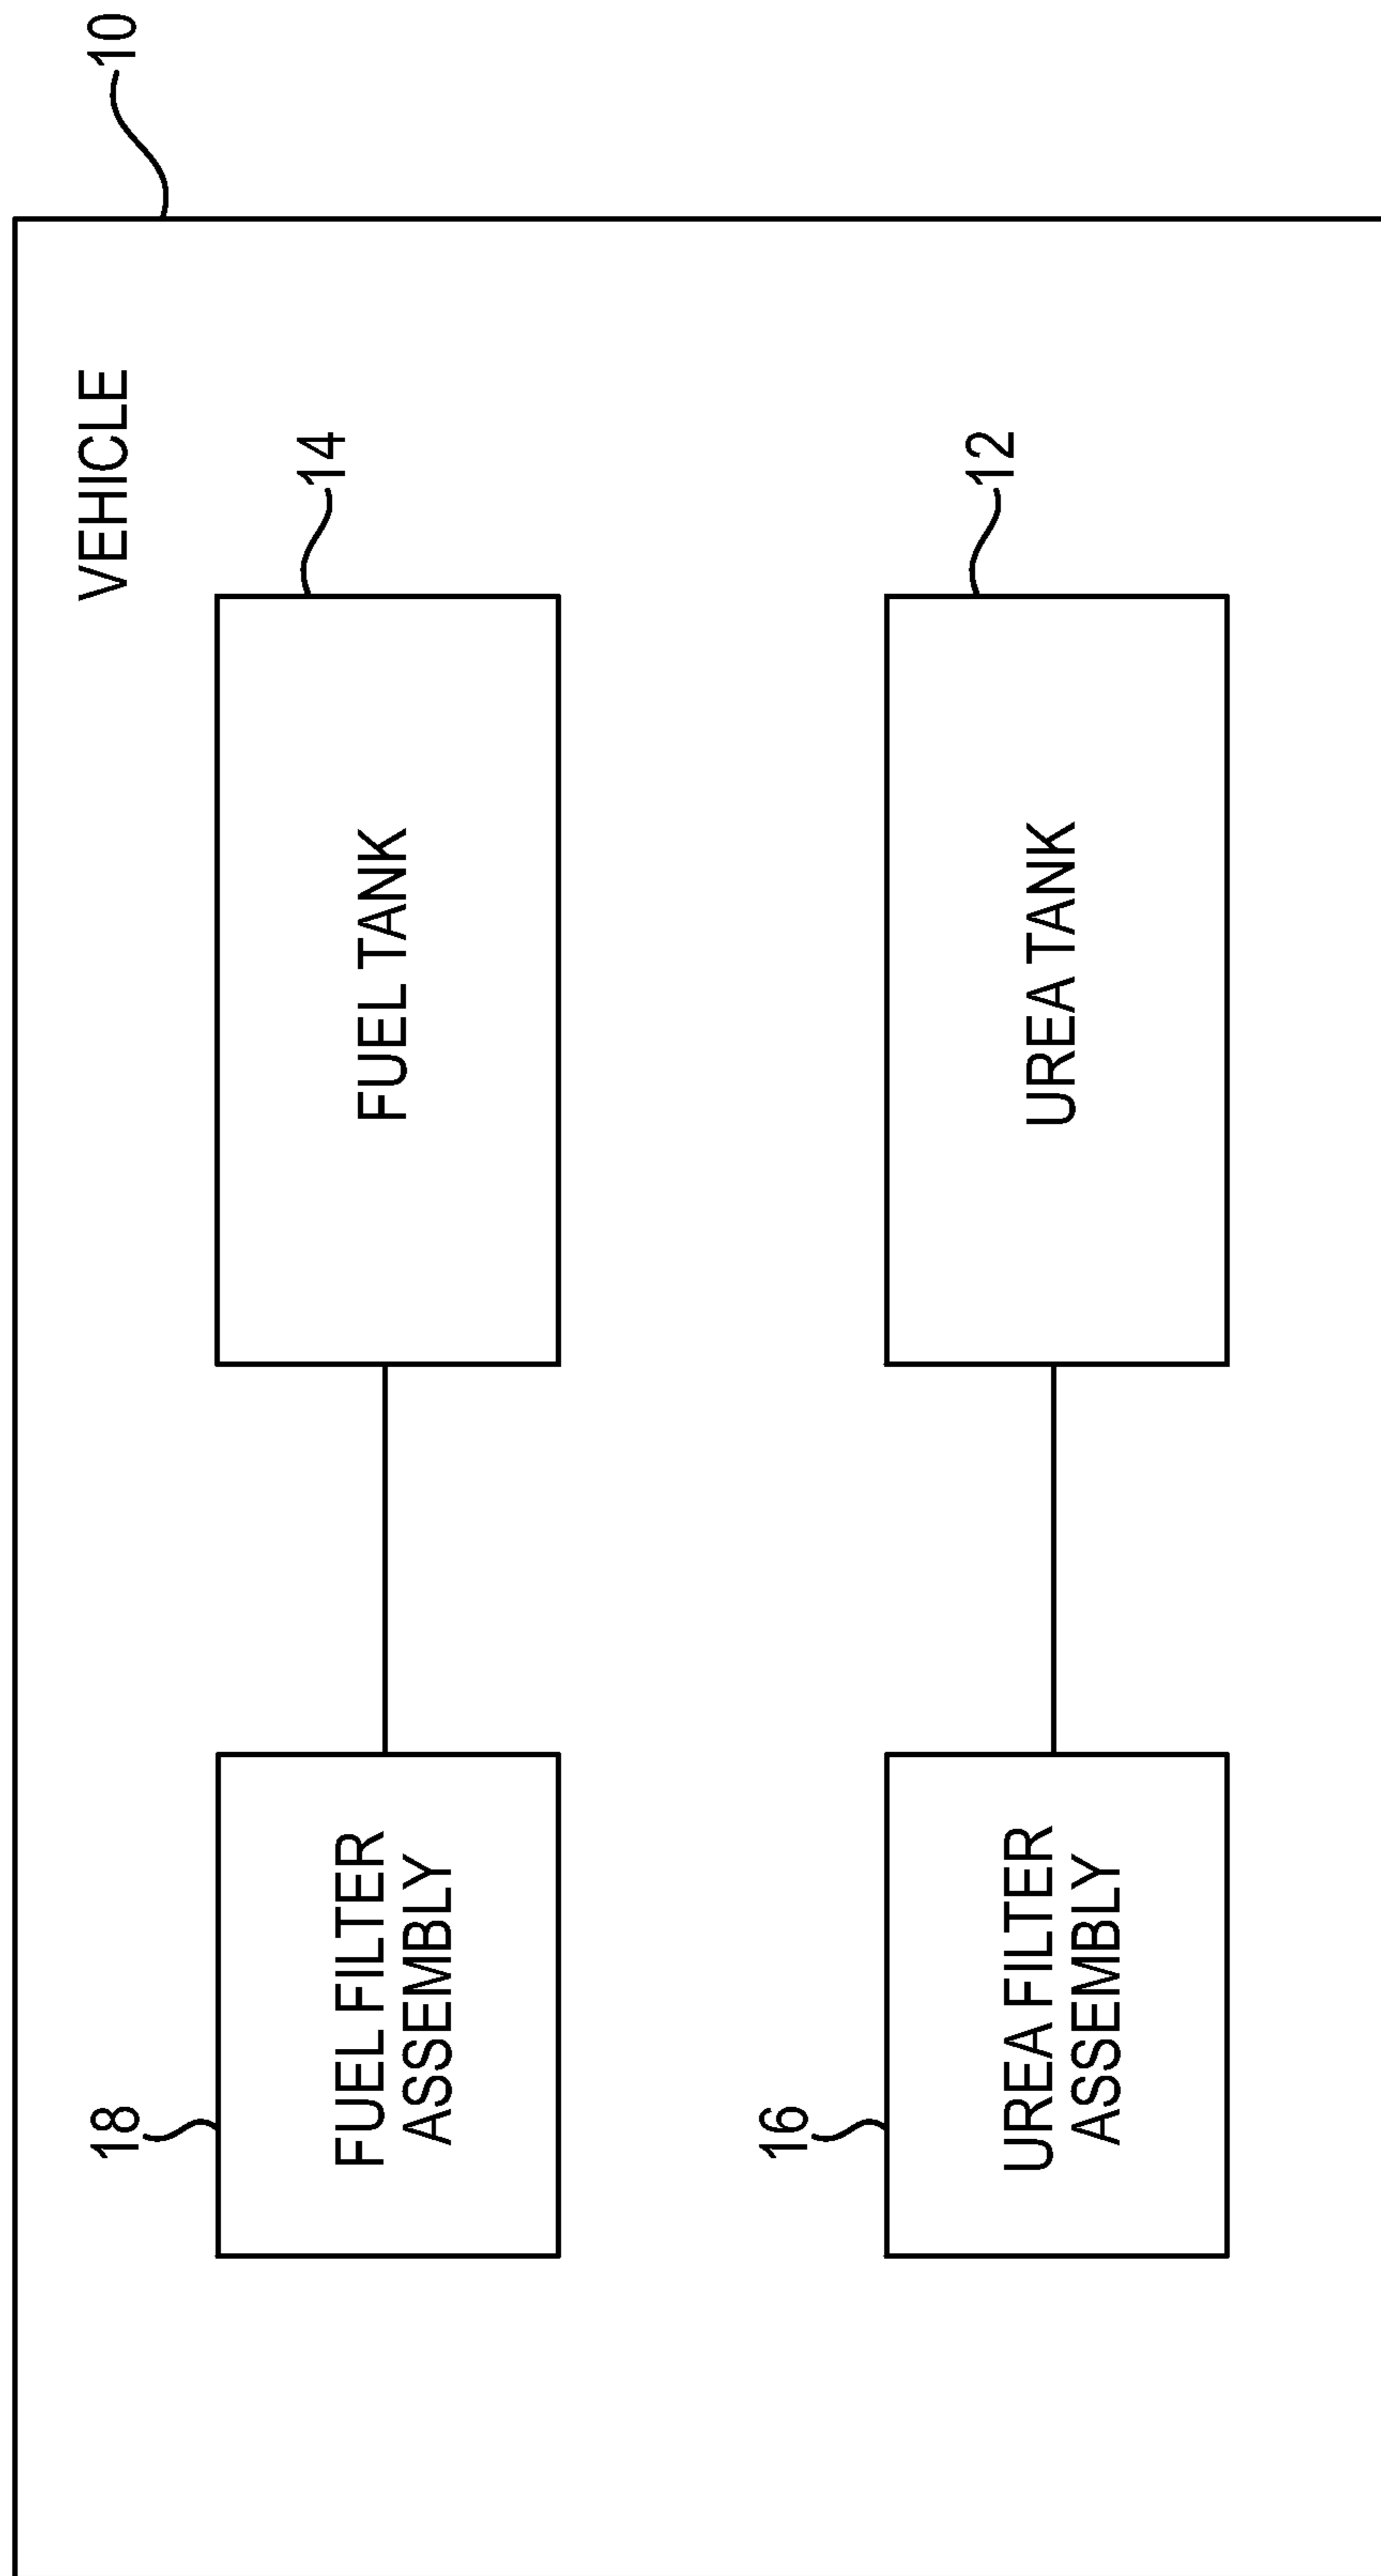 10
VEHICLE
18
14
FUEL FILTER
ASSEMBLY
FUEL TANK
16
12
UREA FILTER
ASSEMBLY
UREA TANK